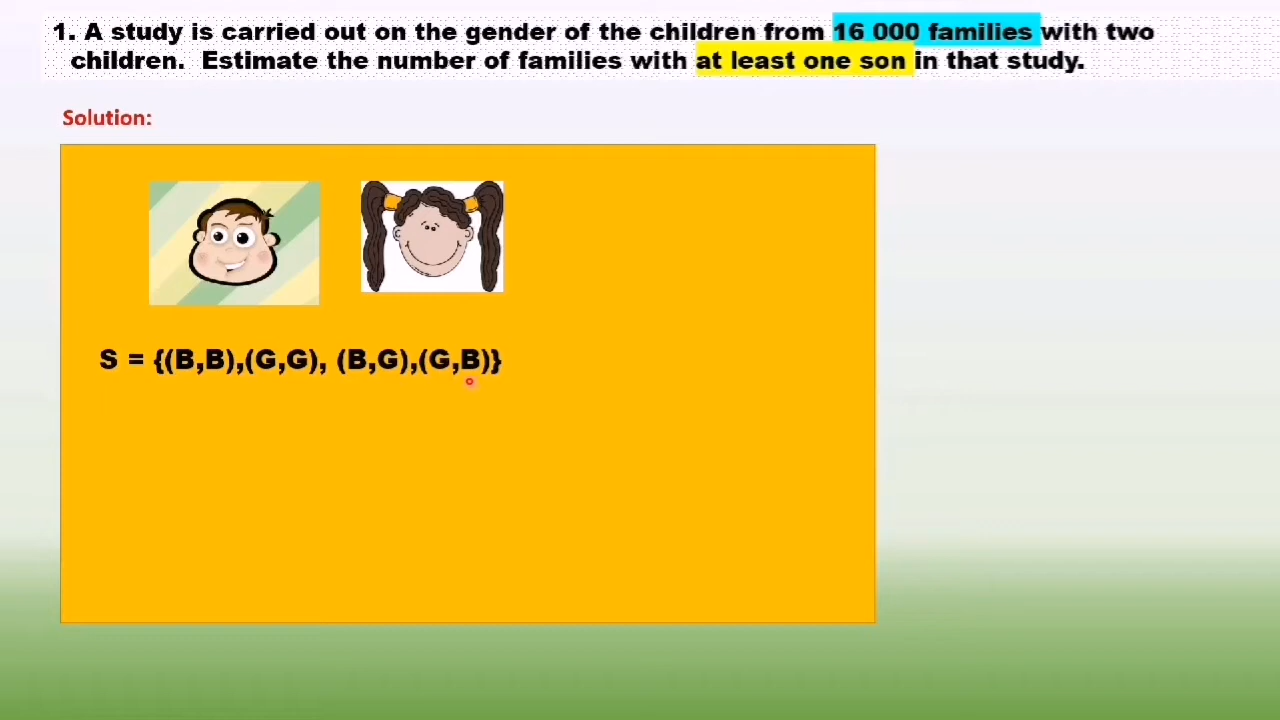 1. A study is carried out on the gender of the children from 16 000 families with two
children. Estimate the number of families with at least one son in that study.
Solution:
S = {(B,B),(G,G), (B,G),(G,B)}